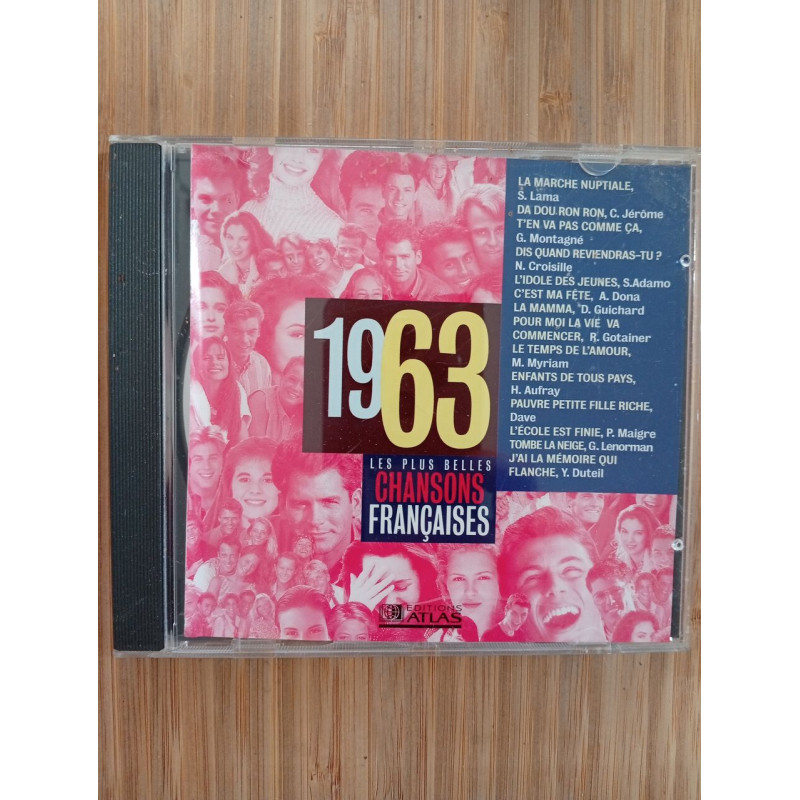 1963
LES PLUS BELLES
CHANSONS
FRANÇAISES
EDITIONS
ATLAS
LA MARCHE NUPTIALE,
S. Lama
DA DOU RON RON, C. Jérôme
T'EN VA PAS COMME ÇA,
G. Montagné
DIS QUAND REVIENDRAS-TU ?
N. Croisille
L'IDOLE DES JEUNES, S.Adamo
C'EST MA FÊTE, A. Dona
LA MAMMA, D. Guichard
POUR MOI LA VIE VA
COMMENCER, R. Gotainer
LE TEMPS DE L'AMOUR,
M. Myriam
ENFANTS DE TOUS PAYS,
H. Aufray
PAUVRE PETITE FILLE RICHE,
Dave
L'ÉCOLE EST FINIE, P. Maigre
TOMBE LA NEIGE, G. Lenorman
J'AI LA MÉMOIRE QUI
FLANCHE, Y. Duteil